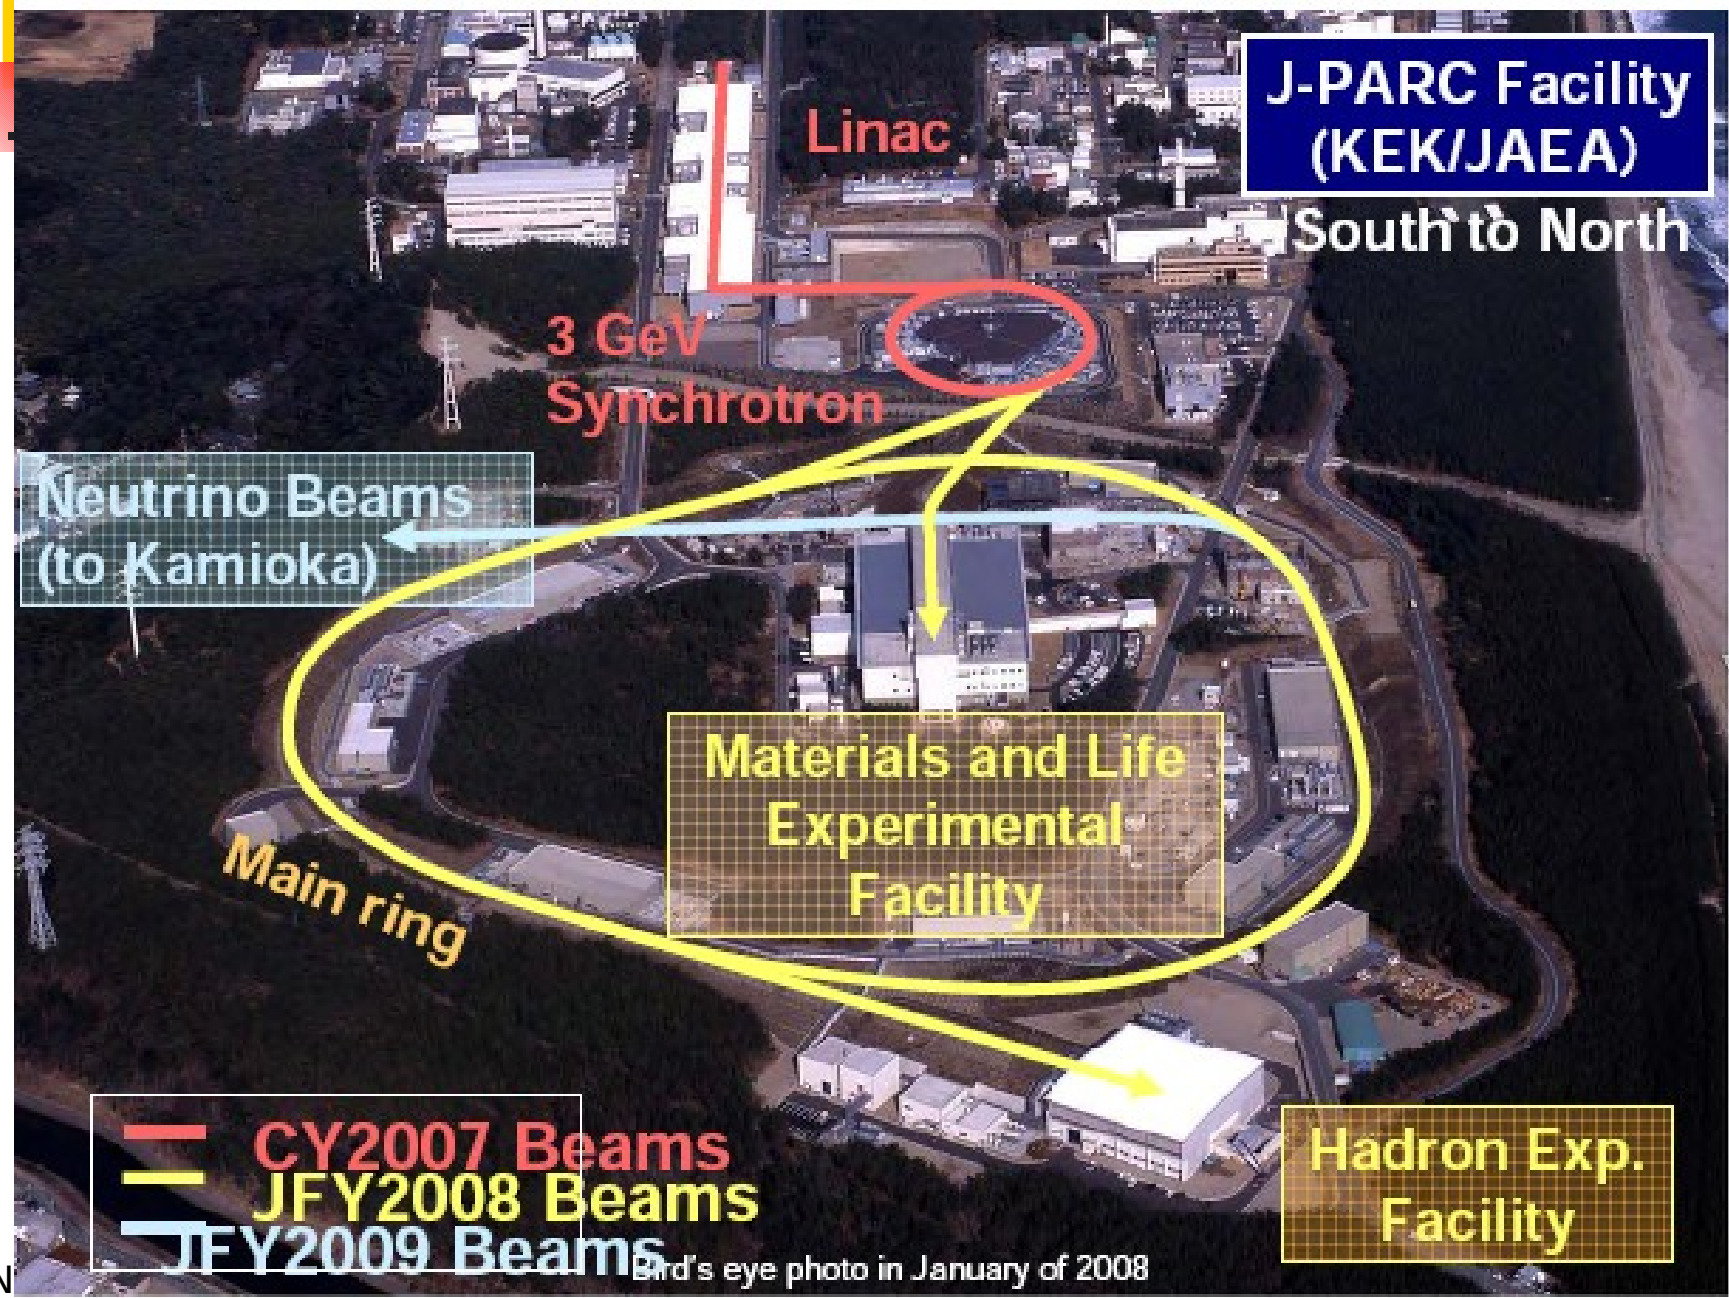 J-PARC Facility
(KEK/JAEA)
South to North
Linac
3 GeV
Synchrotron
Neutrino Beams
(to Kamioka)
Materials and Life
Experimental
Facility
Main ring
Hadron Exp.
Facility
CY2007 Beams
JFY2008 Beams
JFY2009 Beams
Bird's eye photo in January of 2008
N